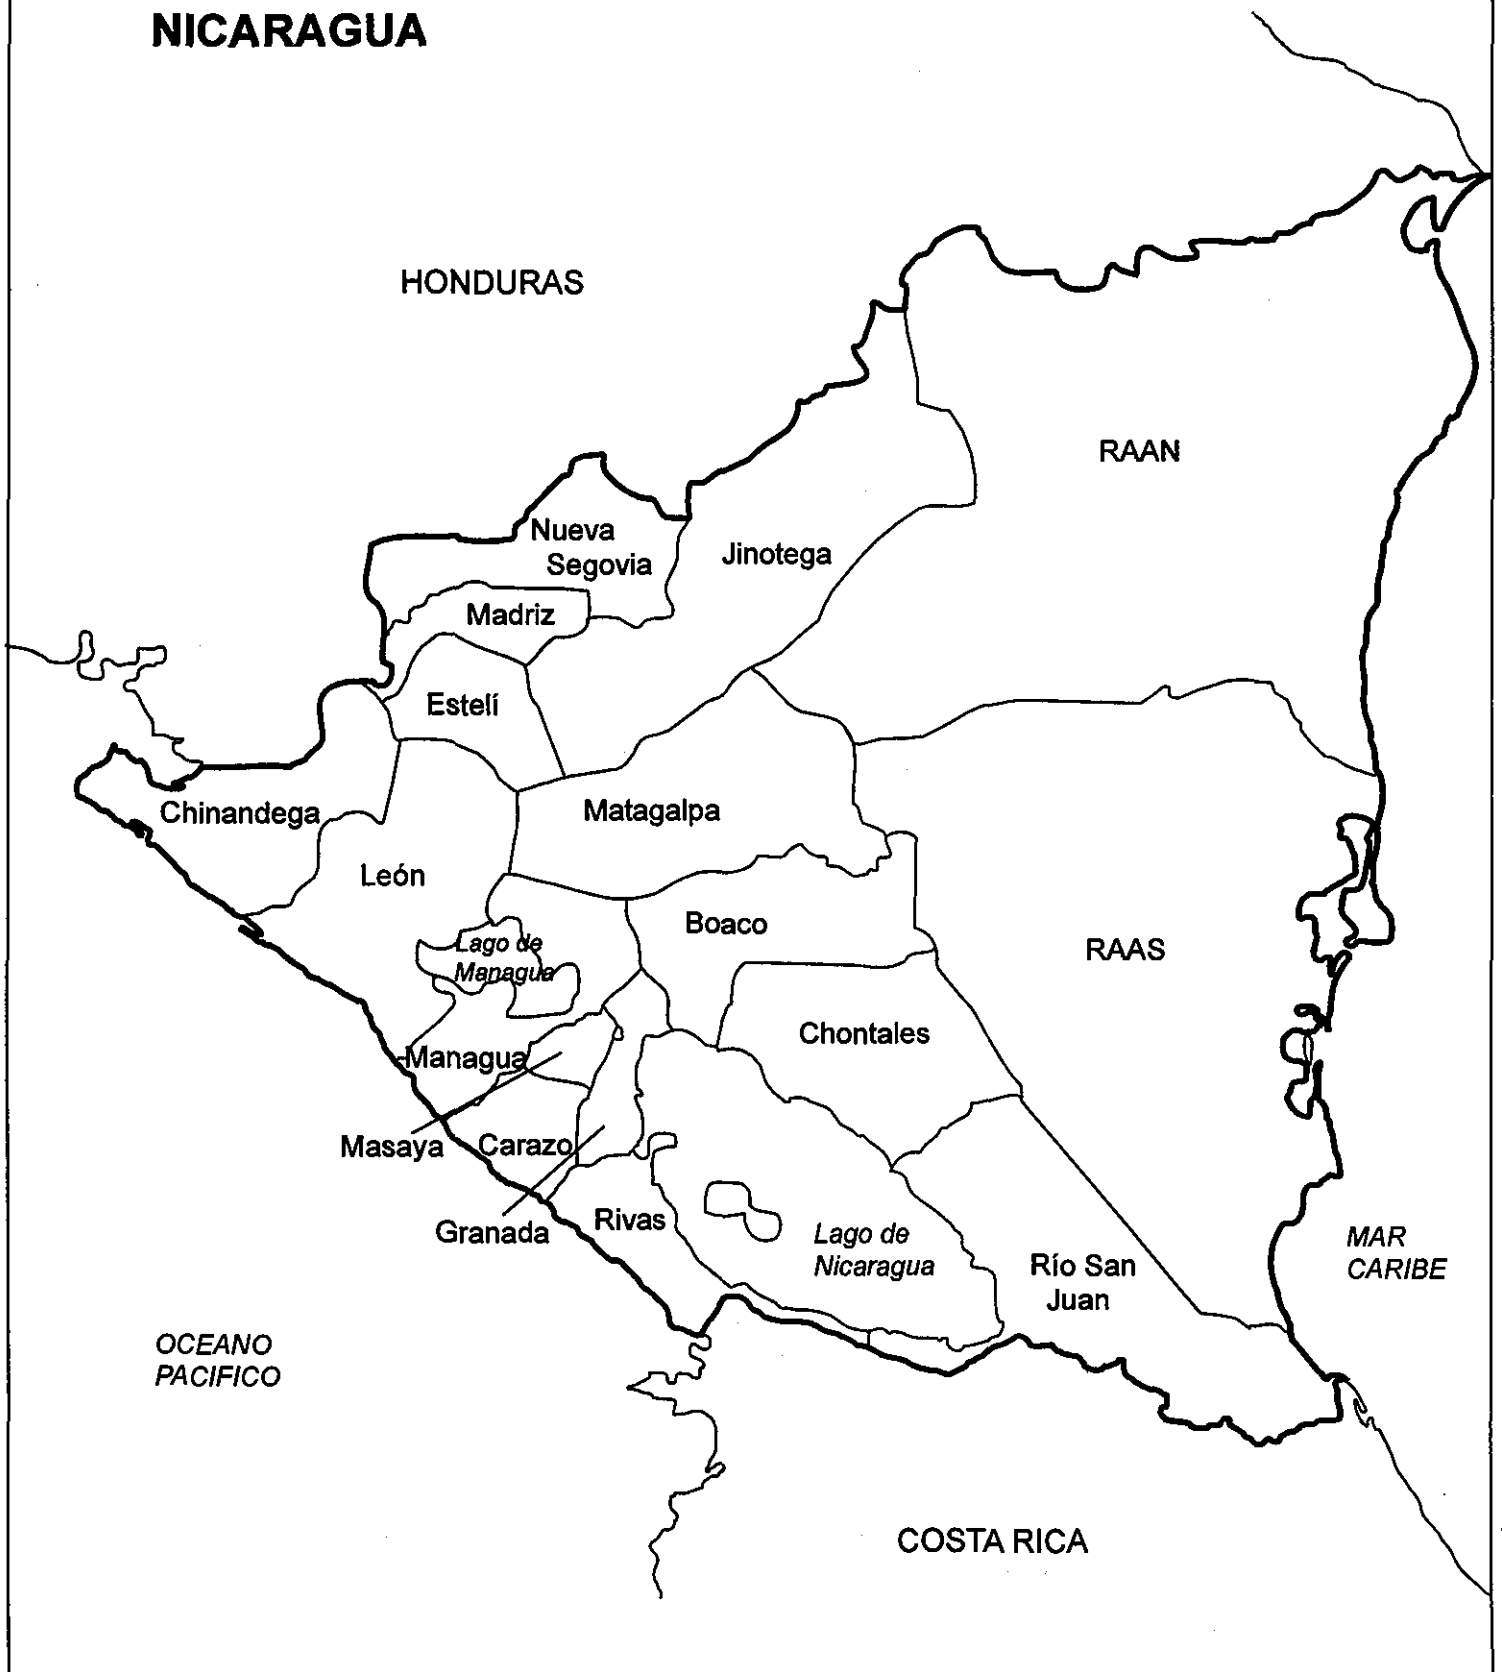 NICARAGUA
HONDURAS
RAAN
Nueva
Segovia
Jinotega
Madriz
Estelí
Chinandega
Matagalpa
León
Boaco
Lago de
Managua
RAAS
Chontales
Managua
Masaya
Carazo
Granada
Rivas
Lago de
Nicaragua
Río San
Juan
MAR
CARIBE
OCEANO
PACIFICO
COSTA RICA